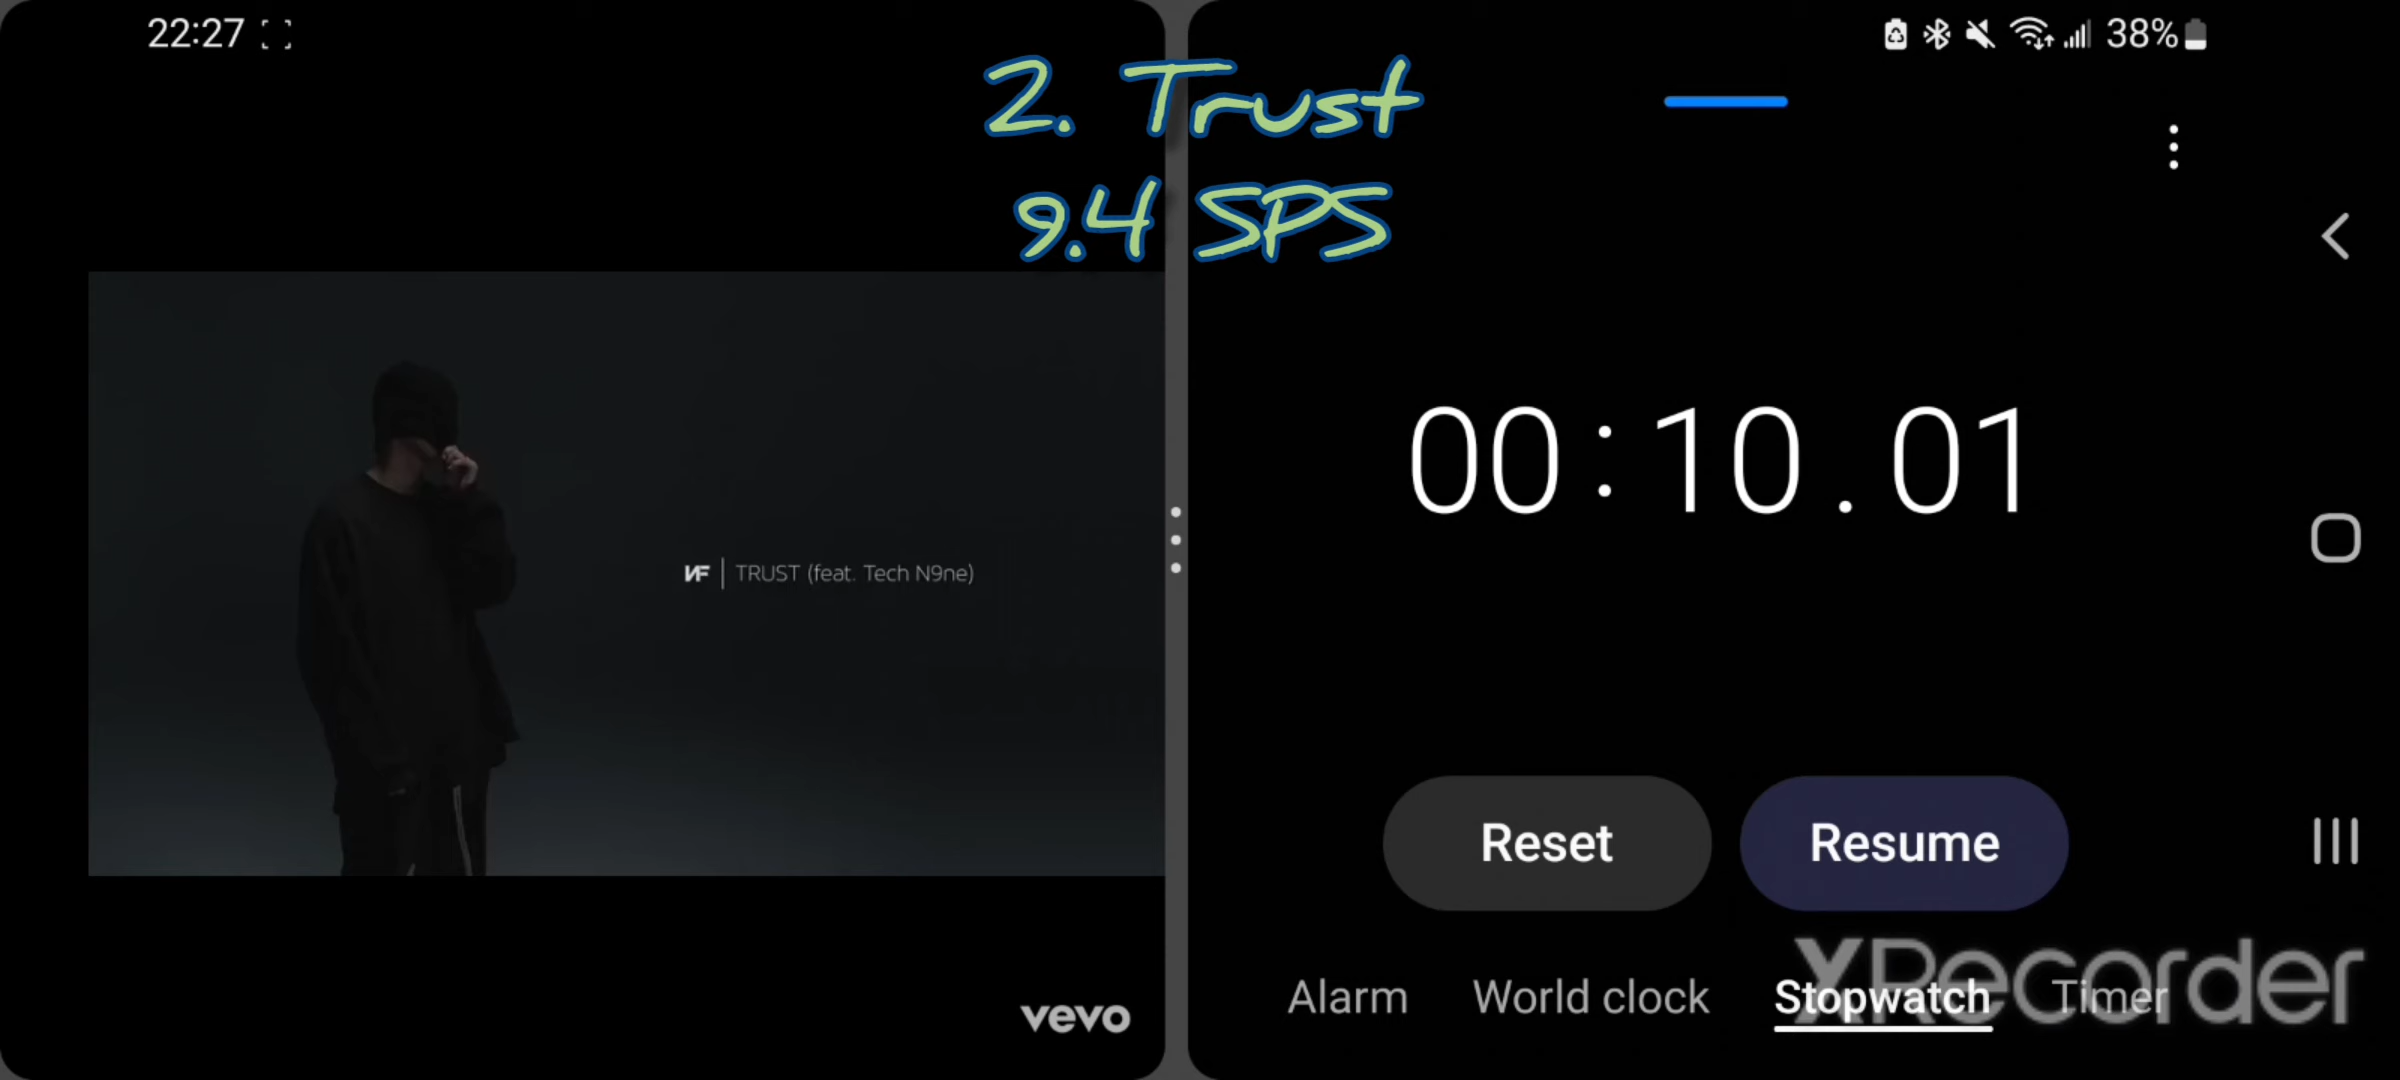 22:27
38%
2. Trust
9.4 SPS
NF | TRUST (feat. Tech N9ne)
00:10.01
Reset
Resume
Alarm
World clock
Stopwatch
Timer
XRecorder
vevo